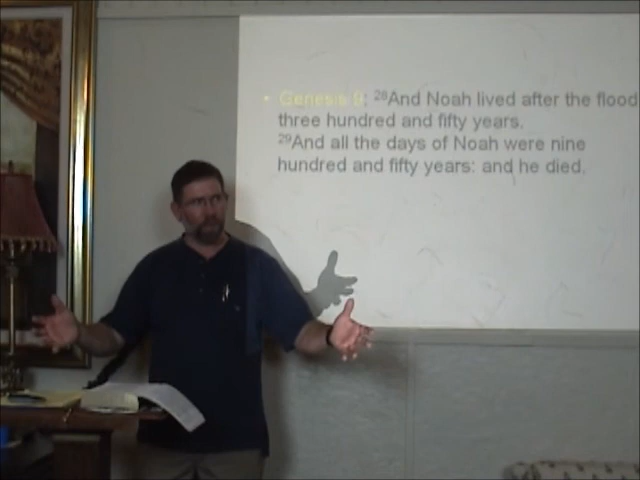 • Genesis 9: 28And Noah lived after the flood
three hundred and fifty years.
29And all the days of Noah were nine
hundred and fifty years: and he died.